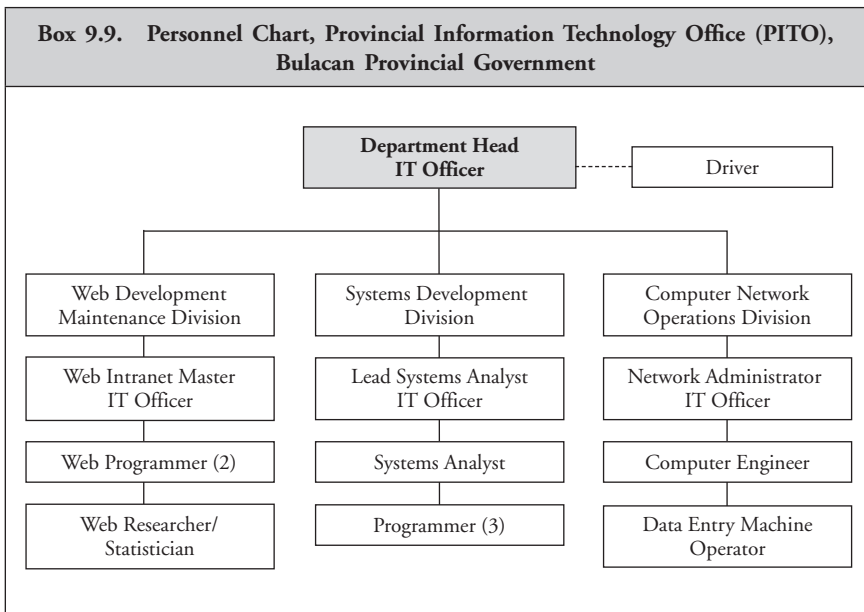 Box 9.9. Personnel Chart, Provincial Information Technology Office (PITO),
Bulacan Provincial Government
Department Head
IT Officer
Driver
Web Development
Maintenance Division
Systems Development
Division
Computer Network
Operations Division
Web Intranet Master
IT Officer
Lead Systems Analyst
IT Officer
Network Administrator
IT Officer
Web Programmer (2)
Systems Analyst
Computer Engineer
Web Researcher/
Statistician
Programmer (3)
Data Entry Machine
Operator